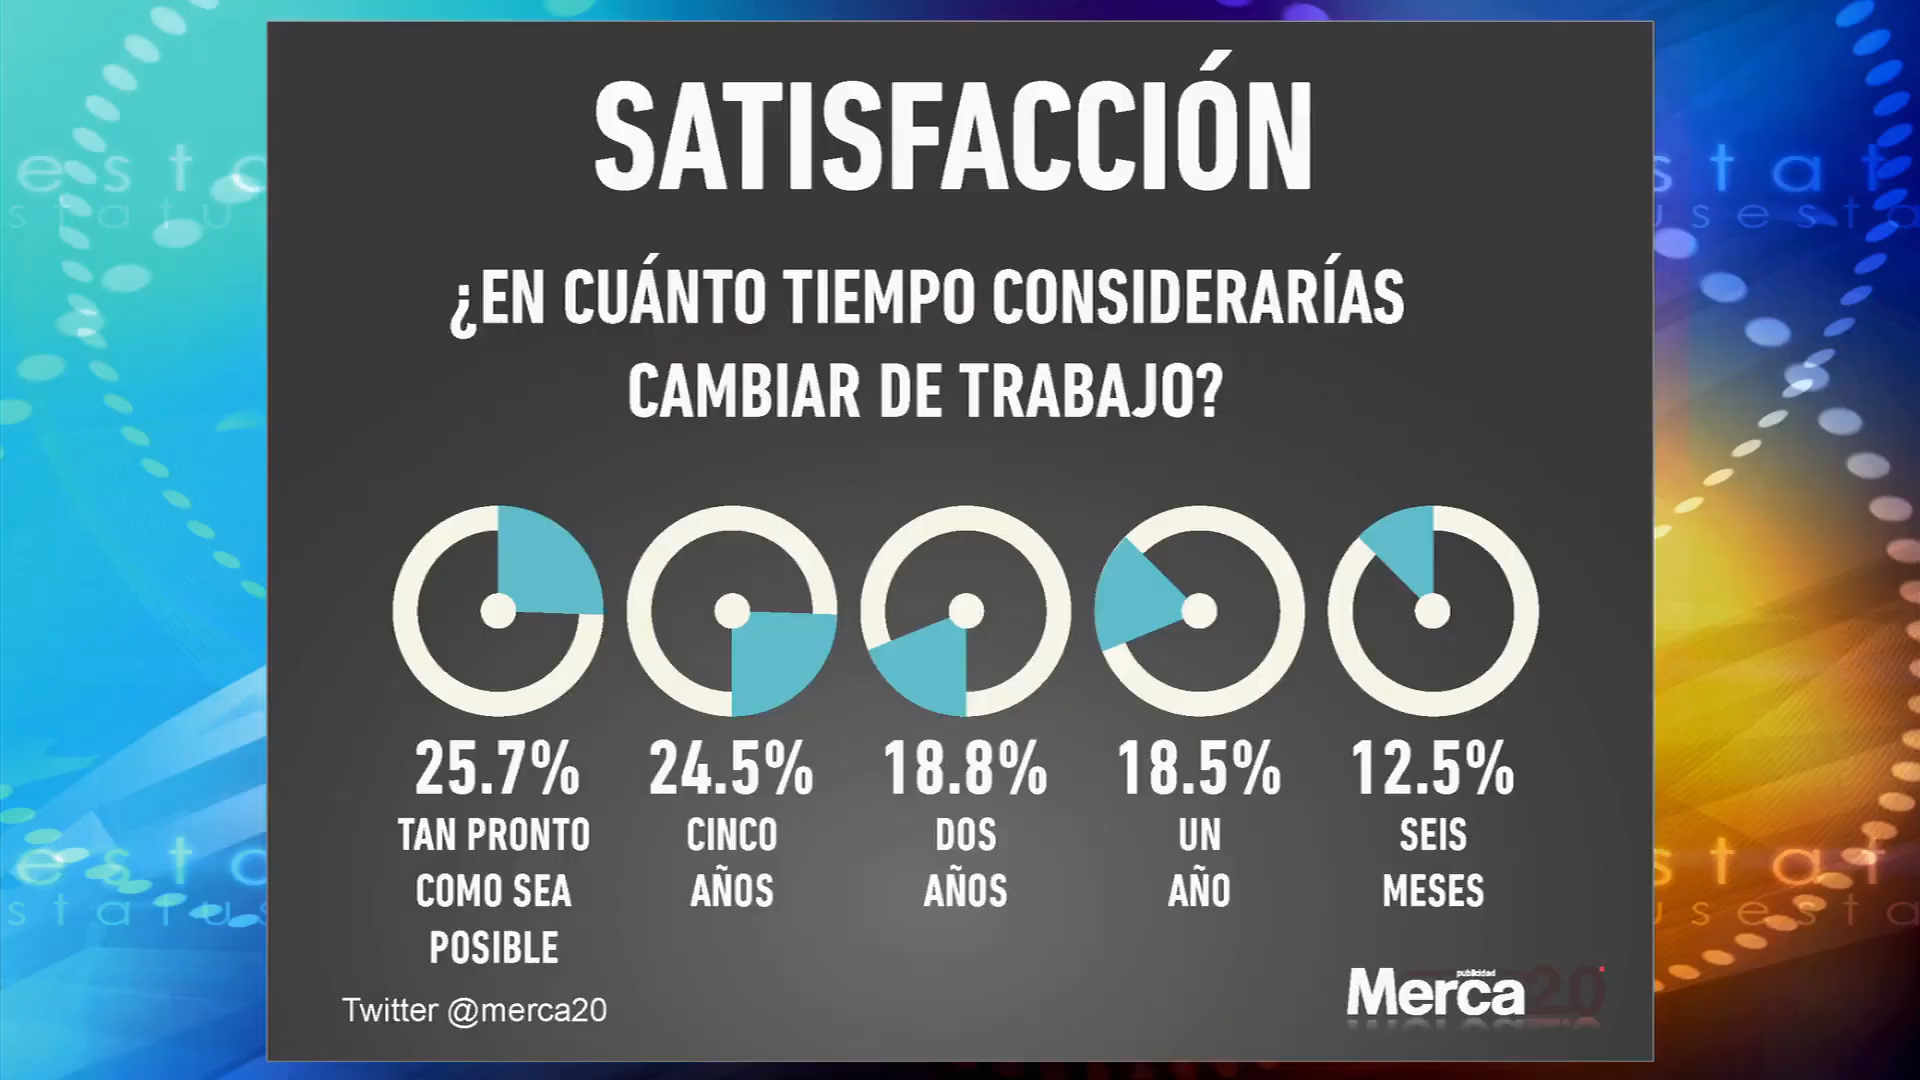 SATISFACCIÓN
¿EN CUÁNTO TIEMPO CONSIDERARÍAS
CAMBIAR DE TRABAJO?
25.7%
TAN PRONTO
COMO SEA
POSIBLE
24.5%
CINCO
AÑOS
18.8%
DOS
AÑOS
18.5%
UN
AÑO
12.5%
SEIS
MESES
Twitter @merca20
publicidad
Merca2.0